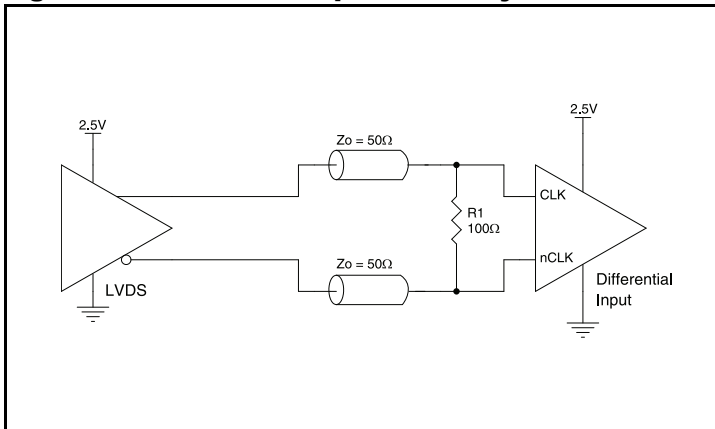 2.5V
2.5V
Zo = 50Ω
CLK
R1
100Ω
Zo = 50Ω
nCLK
LVDS
Differential
Input